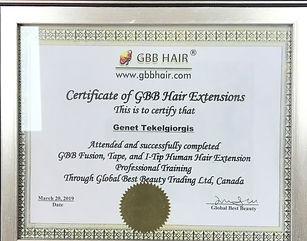 GBB HAIR®
www.gbbhair.com
Certificate of GBB Hair Extensions
This is to certify that
Genet Tekelgiorgis
Attended and successfully completed
GBB Fusion, Tape, and I-Tip Human Hair Extension
Professional Training
Through Global Best Beauty Trading Ltd, Canada
March 20, 2019
Date
Global Best Beauty